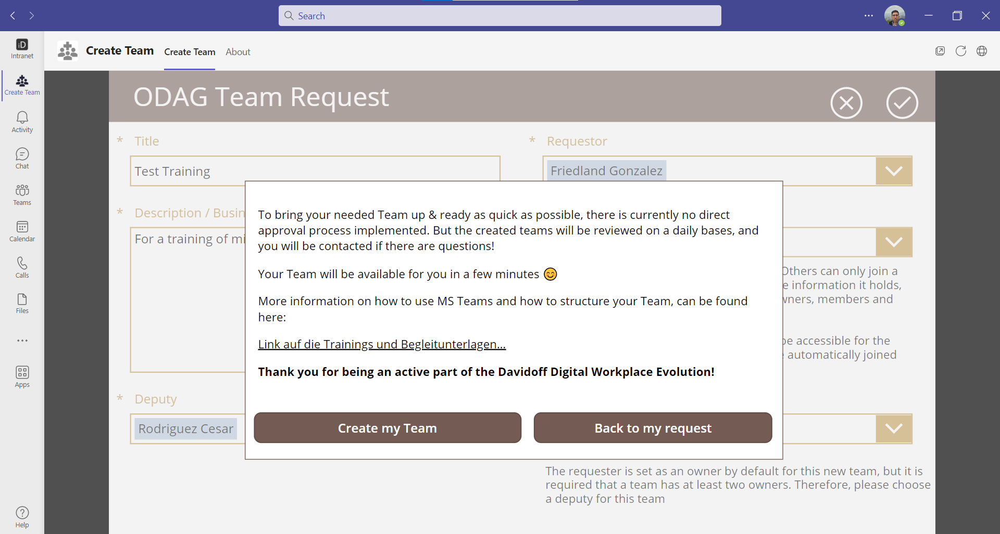 Search
Intranet
Create Team
Activity
Chat
Teams
Calendar
Calls
Files
Apps
Help
Create Team
Create Team
About
ODAG Team Request
* Title
Test Training
* Requestor
Friedland Gonzalez
* Description / Busin
For a training of mi
Others can only join a
information it holds,
members and
accessible for the
automatically joined
* Deputy
Rodriguez Cesar
To bring your needed Team up & ready as quick as possible, there is currently no direct
approval process implemented. But the created teams will be reviewed on a daily bases, and
you will be contacted if there are questions!
Your Team will be available for you in a few minutes 😊
More information on how to use MS Teams and how to structure your Team, can be found
here:
Link auf die Trainings und Begleitunterlagen...
Thank you for being an active part of the Davidoff Digital Workplace Evolution!
Create my Team
Back to my request
The requester is set as an owner by default for this new team, but it is
required that a team has at least two owners. Therefore, please choose
a deputy for this team